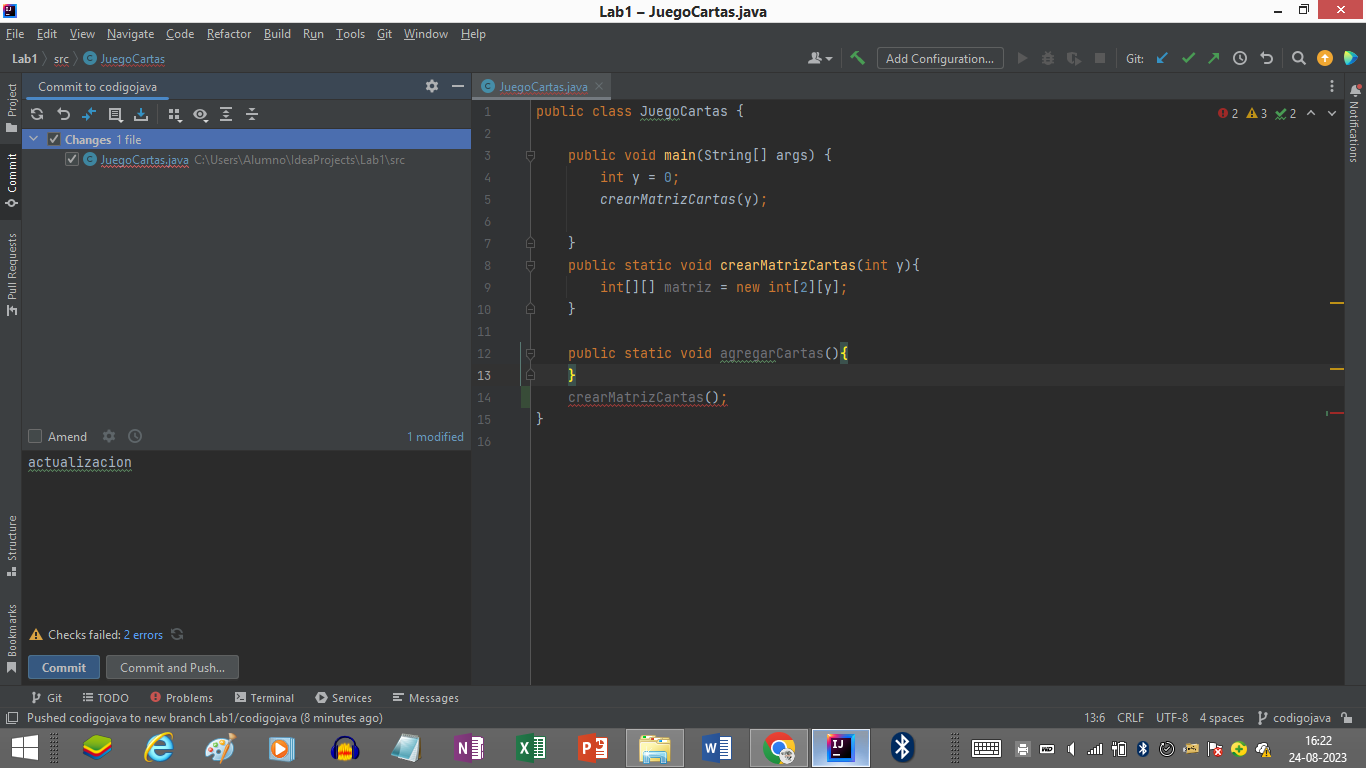 Lab1 – JuegoCartas.java
File Edit View Navigate Code Refactor Build Run Tools Git Window Help
Lab1 src JuegoCartas Add Configuration... Git:
Project
Commit
Pull Requests
Structure
Bookmarks
Commit to codigojava
Changes 1 file
JuegoCartas.java C:\Users\Alumno\IdeaProjects\Lab1\src
Amend 1 modified
actualizacion
Checks failed: 2 errors
Commit Commit and Push...
JuegoCartas.java
2 3 2
1 public class JuegoCartas {
2
3 public void main(String[] args) {
4 int y = 0;
5 crearMatrizCartas(y);
6
7 }
8 public static void crearMatrizCartas(int y){
9 int[][] matriz = new int[2][y];
10 }
11
12 public static void agregarCartas(){
13 }
14 crearMatrizCartas();
15 }
16
Notifications
Git TODO Problems Terminal Services Messages
Pushed codigojava to new branch Lab1/codigojava (8 minutes ago) 13:6 CRLF UTF-8 4 spaces codigojava
16:22
24-08-2023